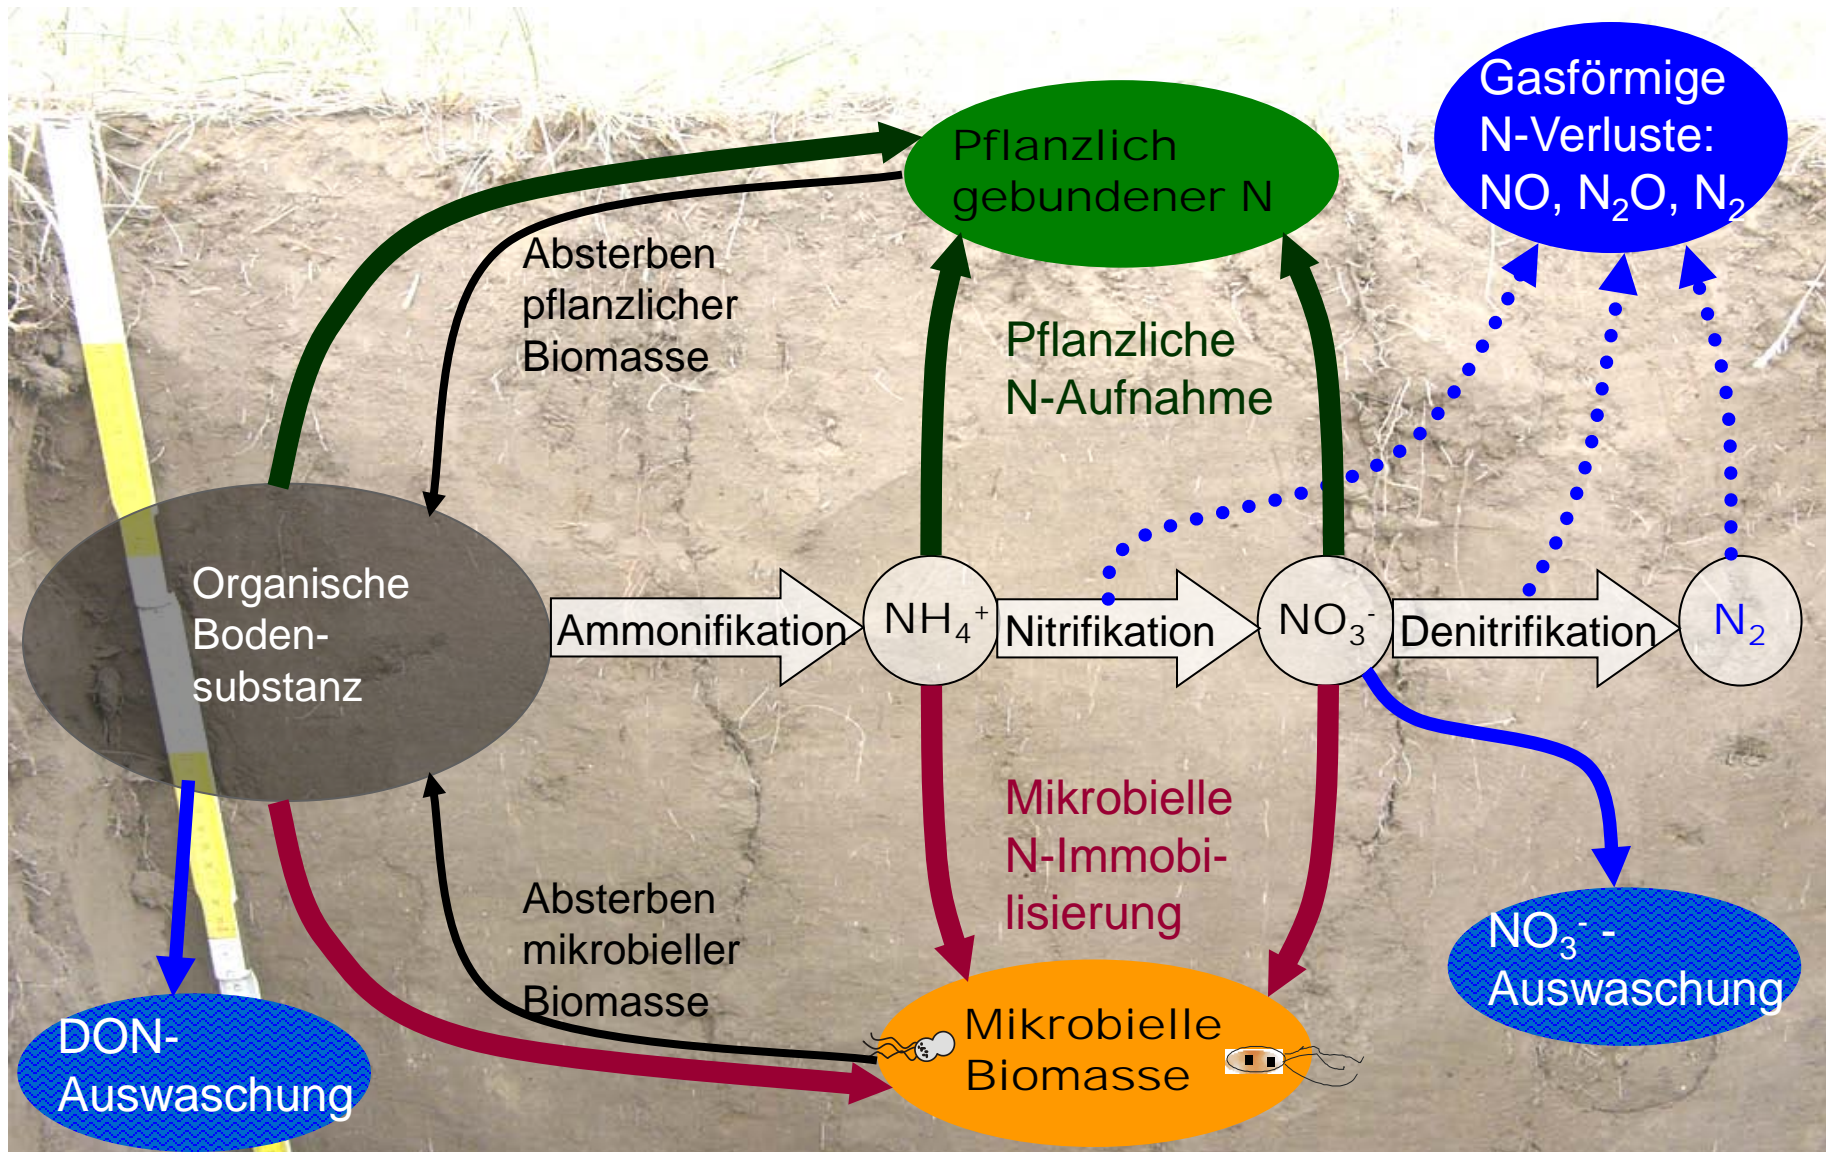 Gasförmige
N-Verluste:
NO, N₂O, N₂
Pflanzlich
gebundener N
Absterben
pflanzlicher
Biomasse
Pflanzliche
N-Aufnahme
Organische
Boden-
substanz
Ammonifikation
NH₄⁺
Nitrifikation
NO₃⁻
Denitrifikation
N₂
Mikrobielle
N-Immobi-
lisierung
Absterben
mikrobieller
Biomasse
NO₃⁻ -
Auswaschung
DON-
Auswaschung
Mikrobielle
Biomasse